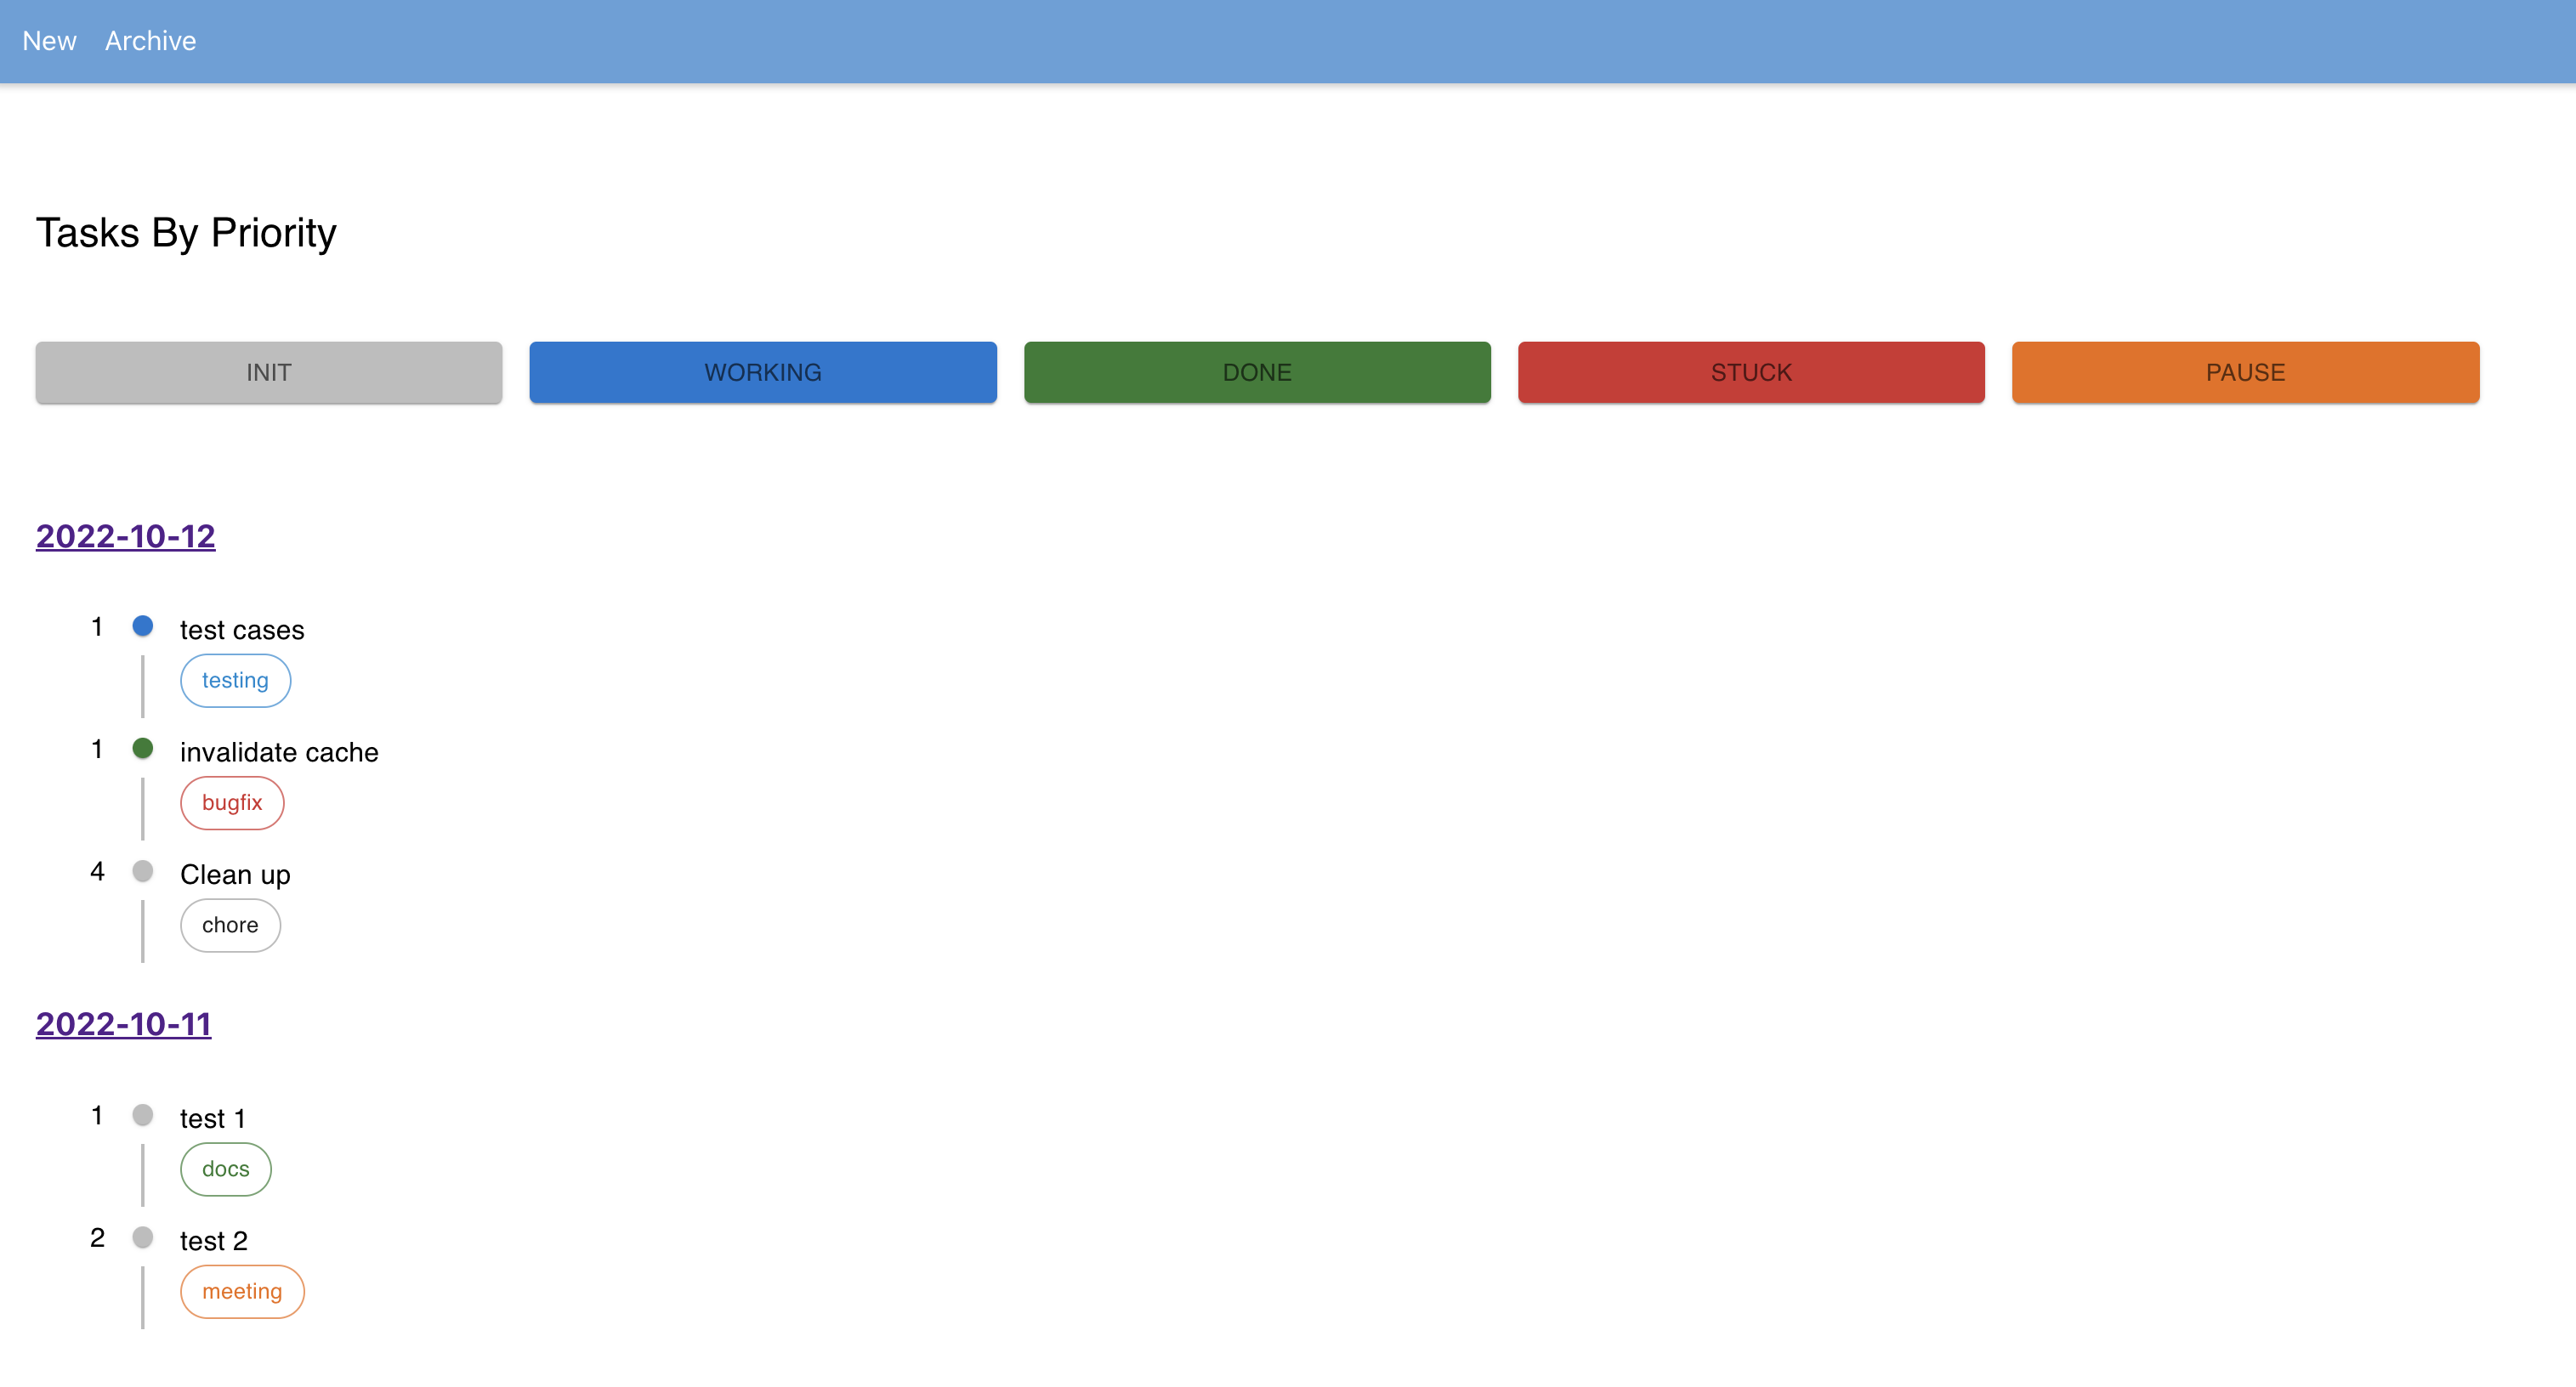 New Archive
Tasks By Priority
INIT WORKING DONE STUCK PAUSE
2022-10-12
1 test cases
testing
1 invalidate cache
bugfix
4 Clean up
chore
2022-10-11
1 test 1
docs
2 test 2
meeting